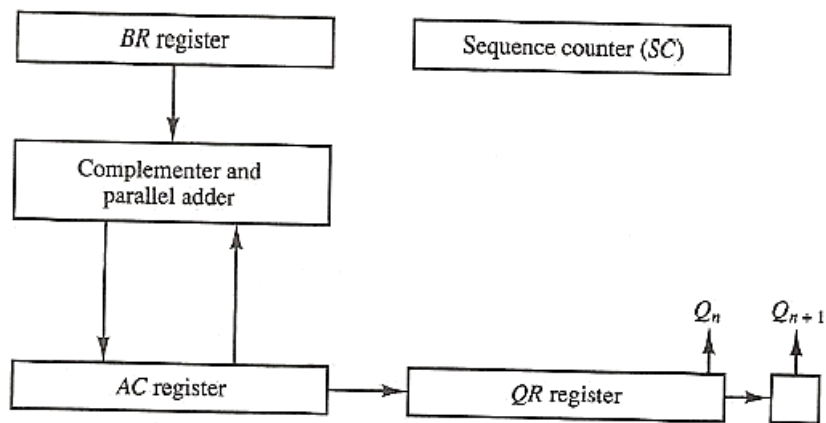 BR register
Sequence counter (SC)
Complementer and
parallel adder
Qn
Qn+1
AC register
QR register